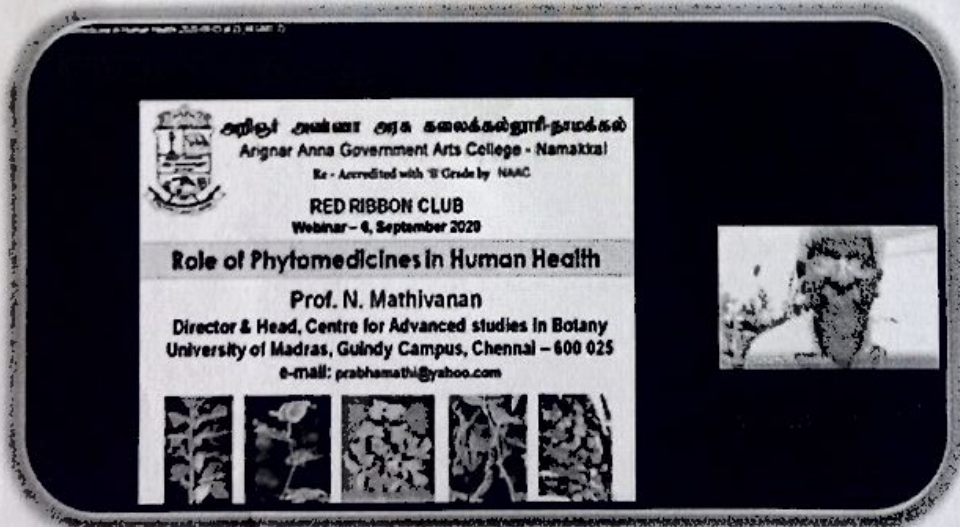 அறிஞர் அண்ணா அரசு கலைக்கல்லூரி-நாமக்கல்
Arignar Anna Government Arts College - Namakkal
Re - Accredited with 'B' Grade by NAAC
RED RIBBON CLUB
Webinar – 6, September 2020
Role of Phytomedicines in Human Health
Prof. N. Mathivanan
Director & Head, Centre for Advanced studies in Botany
University of Madras, Guindy Campus, Chennai – 600 025
e-mail: prabhamathi@yahoo.com